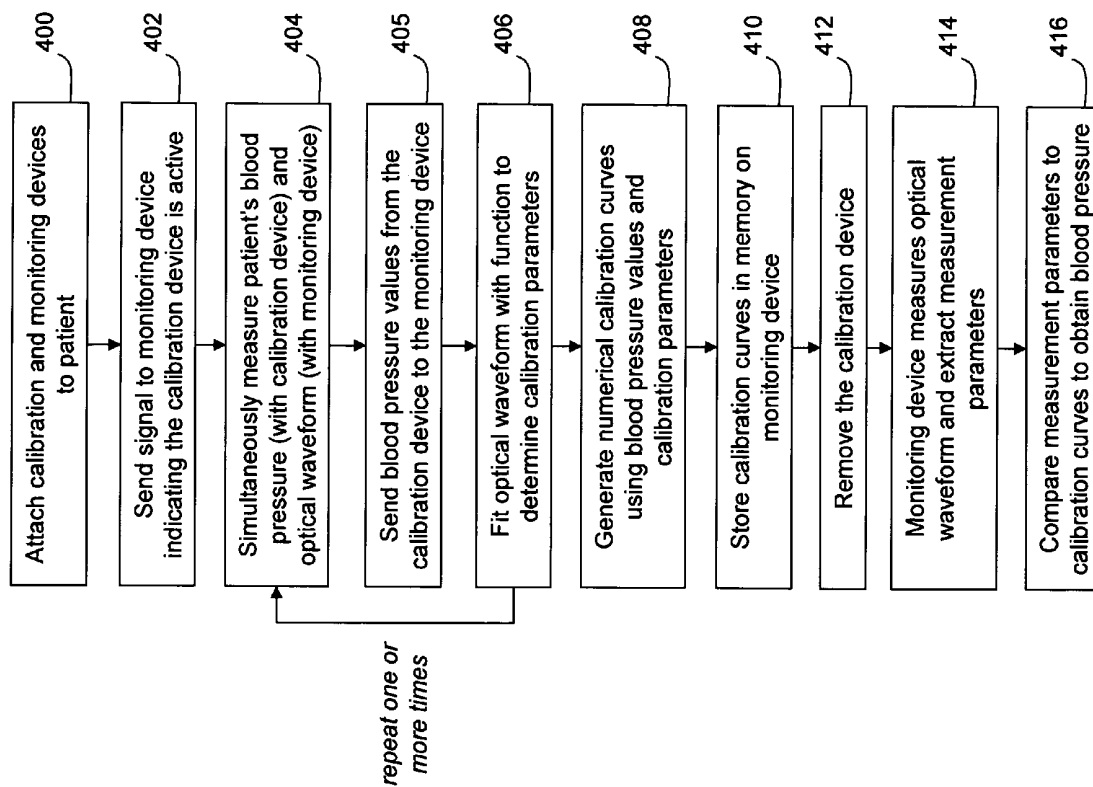 Attach calibration and monitoring devices
to patient
400
Send signal to monitoring device
indicating the calibration device is active
402
Simultaneously measure patient's blood
pressure (with calibration device) and
optical waveform (with monitoring device)
404
Send blood pressure values from the
calibration device to the monitoring device
405
Fit optical waveform with function to
determine calibration parameters
406
repeat one or
more times
Generate numerical calibration curves
using blood pressure values and
calibration parameters
408
Store calibration curves in memory on
monitoring device
410
Remove the calibration device
412
Monitoring device measures optical
waveform and extract measurement
parameters
414
Compare measurement parameters to
calibration curves to obtain blood pressure
416